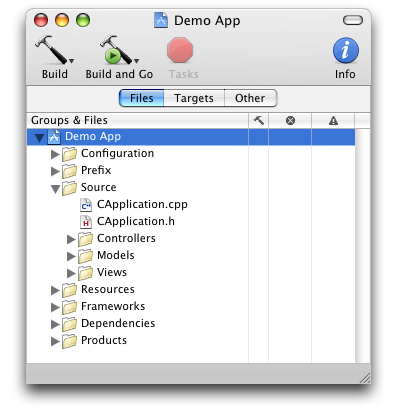 Demo App
Build
Build and Go
Tasks
Info
Files
Targets
Other
Groups & Files
Demo App
Configuration
Prefix
Source
CApplication.cpp
CApplication.h
Controllers
Models
Views
Resources
Frameworks
Dependencies
Products